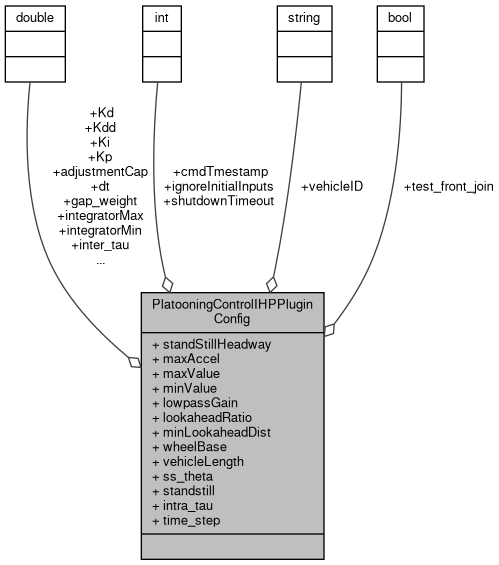 double
int
string
bool
+Kd
+Kdd
+Ki
+Kp
+adjustmentCap
+dt
+gap_weight
+integratorMax
+integratorMin
+inter_tau
...
+cmdTmestamp
+ignoreInitialInputs
+shutdownTimeout
+vehicleID
+test_front_join
PlatooningControlIHPPlugin
Config
+ standStillHeadway
+ maxAccel
+ maxValue
+ minValue
+ lowpassGain
+ lookaheadRatio
+ minLookaheadDist
+ wheelBase
+ vehicleLength
+ ss_theta
+ standstill
+ intra_tau
+ time_step